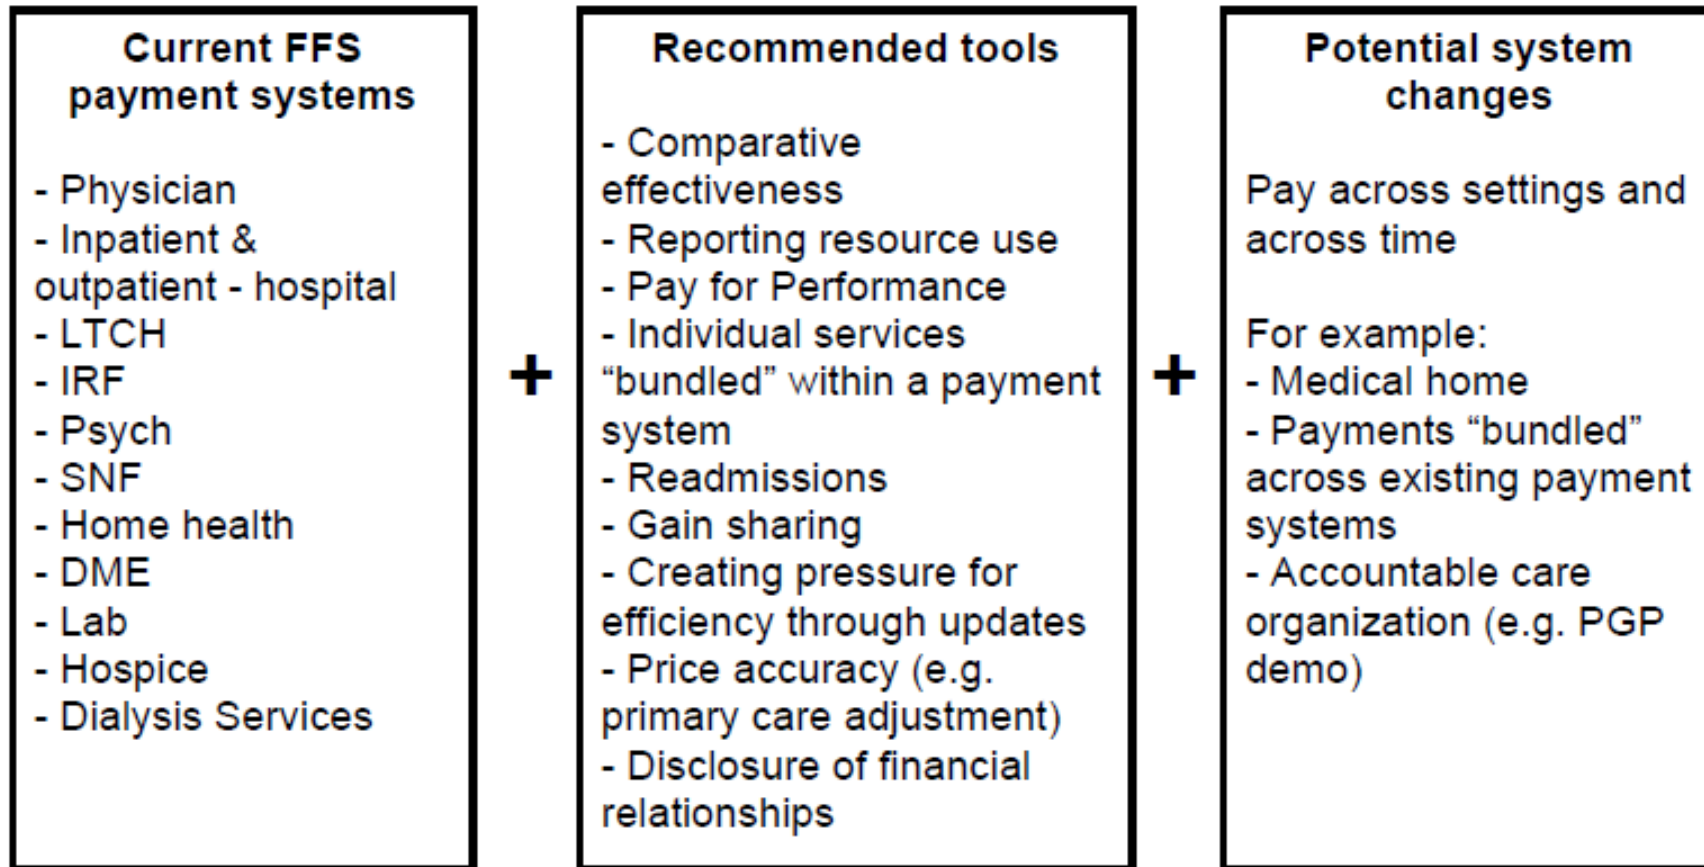 Current FFS
payment systems
- Physician
- Inpatient &
outpatient - hospital
- LTCH
- IRF
- Psych
- SNF
- Home health
- DME
- Lab
- Hospice
- Dialysis Services
+
Recommended tools
- Comparative
effectiveness
- Reporting resource use
- Pay for Performance
- Individual services
“bundled” within a payment
system
- Readmissions
- Gain sharing
- Creating pressure for
efficiency through updates
- Price accuracy (e.g.
primary care adjustment)
- Disclosure of financial
relationships
+
Potential system
changes
Pay across settings and
across time
For example:
- Medical home
- Payments “bundled”
across existing payment
systems
- Accountable care
organization (e.g. PGP
demo)